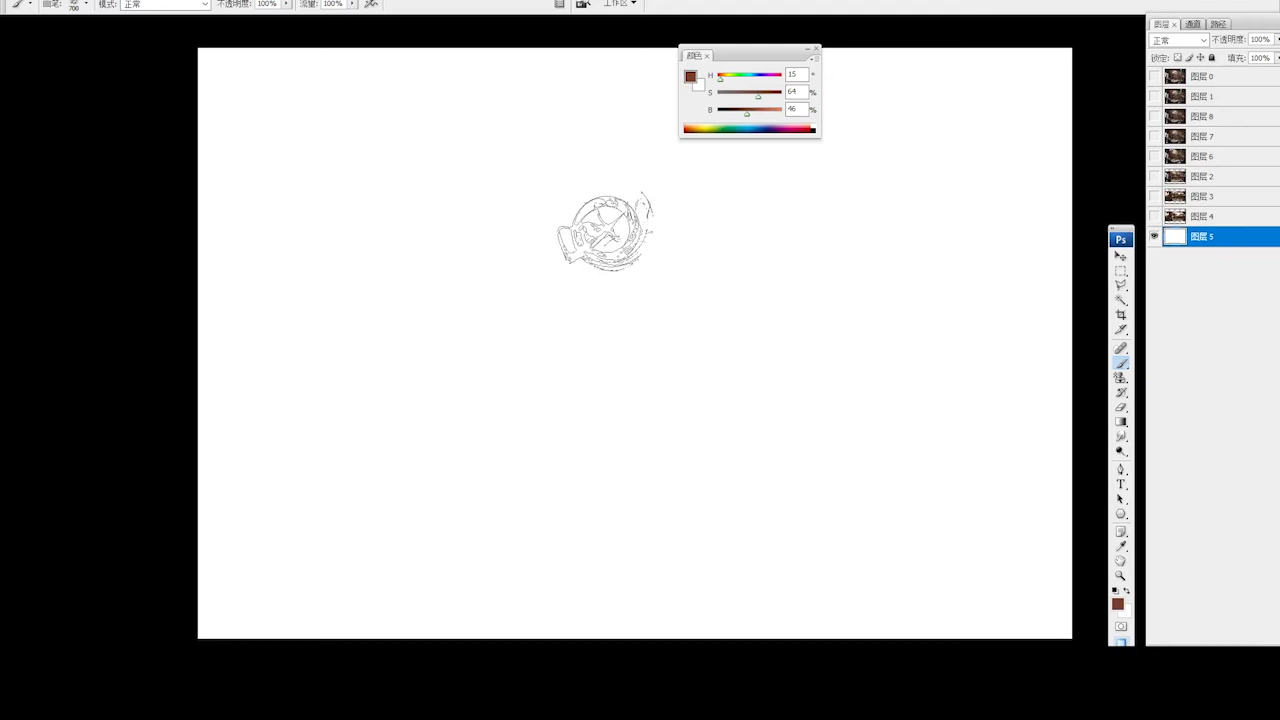 画笔: 700 模式: 正常 不透明度: 100% 流量: 100% 工作区
图层 × 通道 路径
正常 不透明度: 100%
锁定: 填充: 100%
颜色 ×
H 15 °
S 64 %
B 46 %
图层 0
图层 1
图层 8
图层 7
图层 6
图层 2
图层 3
图层 4
图层 5
Ps
T